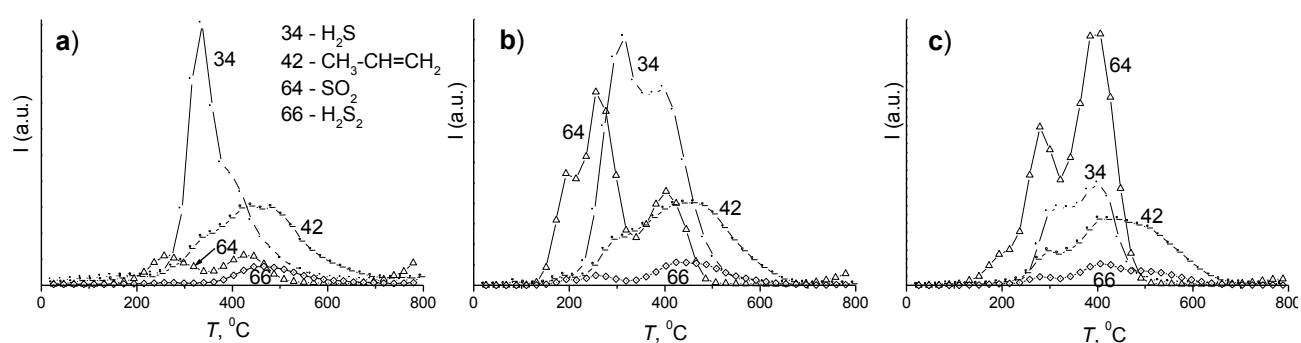 a)
34
34 - H₂S
42 - CH₃-CH=CH₂
64 - SO₂
66 - H₂S₂
42
64
66
I (a.u.)
0 200 400 600 800
T, ⁰C
b)
34
64
42
66
I (a.u.)
0 200 400 600 800
T, ⁰C
c)
64
34
42
66
I (a.u.)
0 200 400 600 800
T, ⁰C